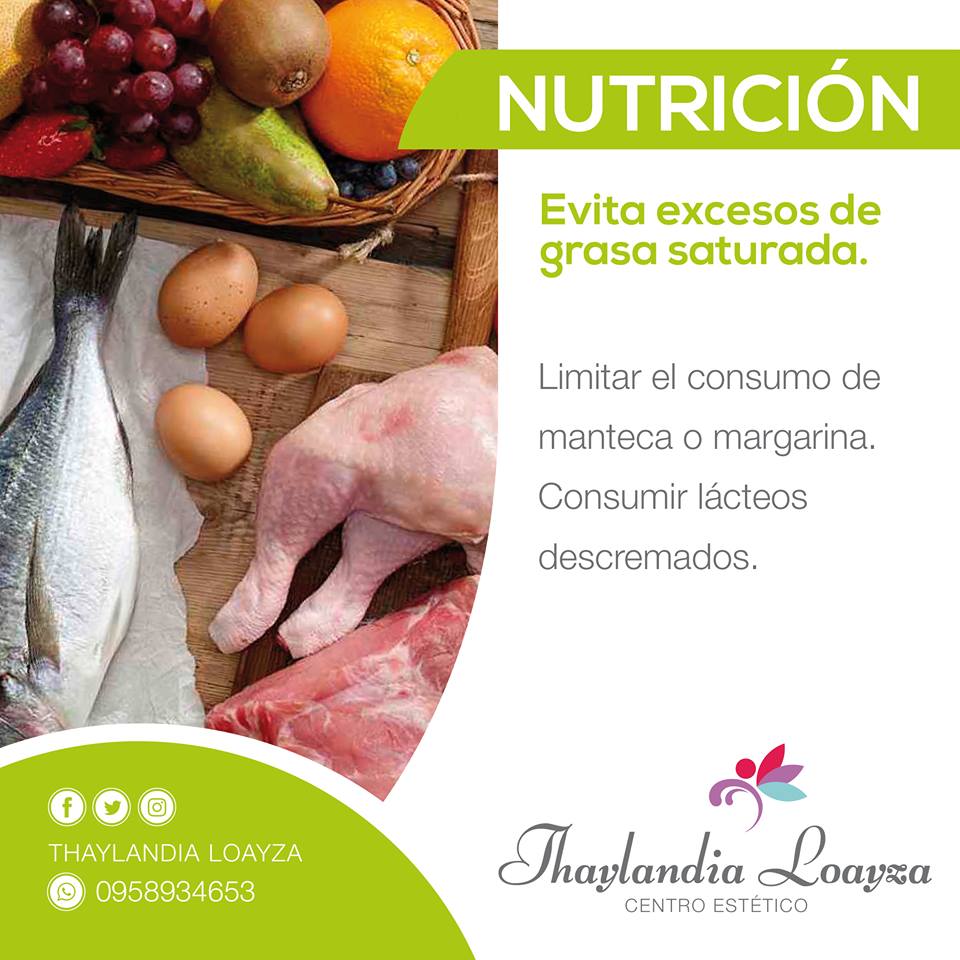 NUTRICIÓN
Evita excesos de
grasa saturada.
Limitar el consumo de
manteca o margarina.
Consumir lácteos
descremados.
THAYLANDIA LOAYZA
0958934653
Thaylandia Loayza
CENTRO ESTÉTICO